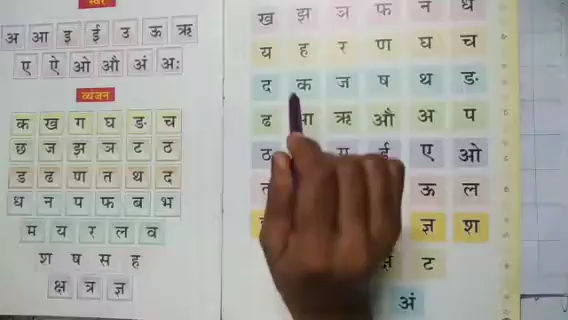 स्वर
अ आ इ ई उ ऊ ऋ
ए ऐ ओ औ अं अः
व्यंजन
क ख ग घ ङ च
छ ज झ ञ ट ठ
ड ढ ण त थ द
ध न प फ ब भ
म य र ल व
श ष स ह
क्ष त्र ज्ञ
ख झ ञ फ न ध
य ह र ण घ च
द क ज ष थ ङ
ढ ऋ औ अ प
ठ ई ए ओ
ऊ ल
ज्ञ श
ट
अं